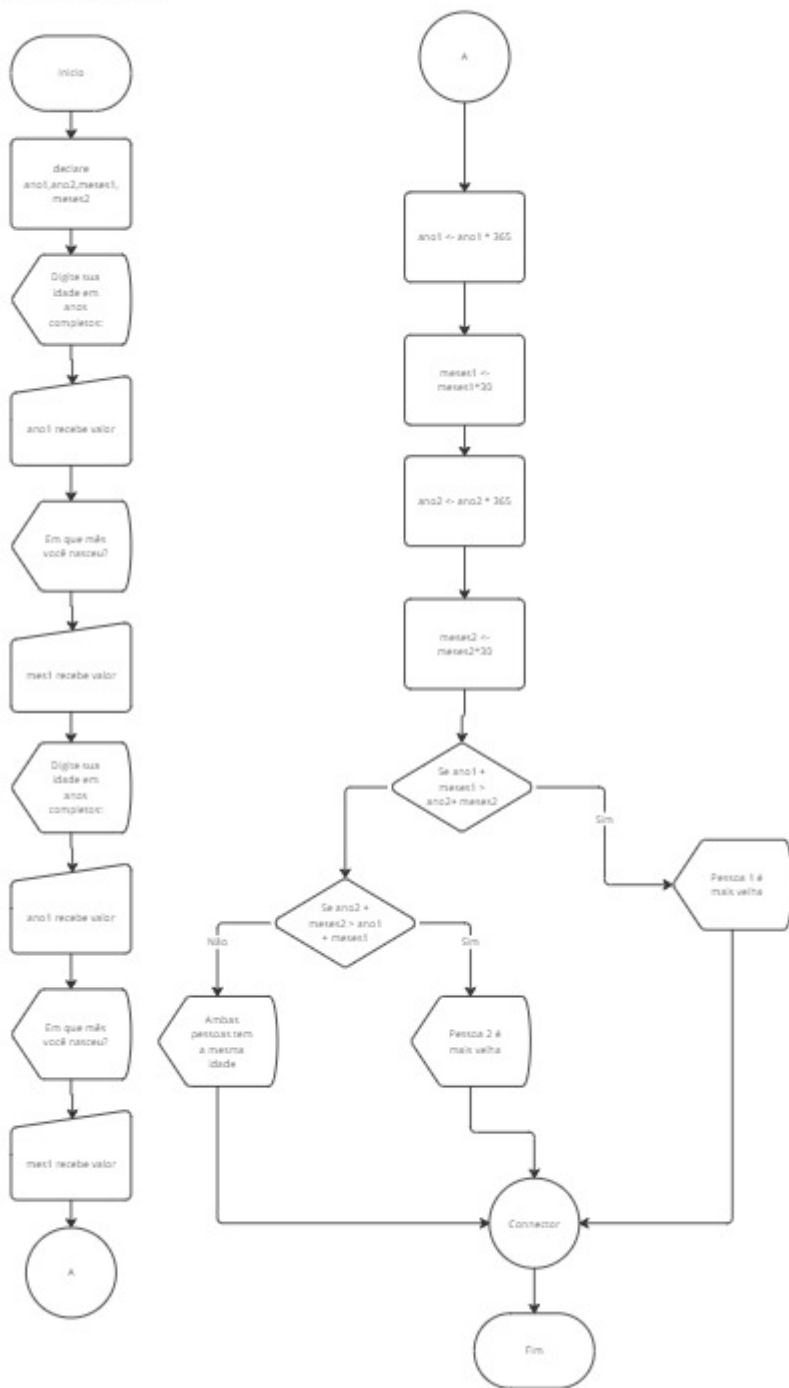 Inicio
declare
ano1,ano2,meses1,
meses2
Digite sua
idade em
anos
completos:
ano1 recebe valor
Em que mês
você nasceu?
mes1 recebe valor
Digite sua
idade em
anos
completos:
ano1 recebe valor
Em que mês
você nasceu?
mes1 recebe valor
A
A
ano1 <- ano1 * 365
meses1 <-
meses1*30
ano2 <- ano2 * 365
meses2 <-
meses2*30
Se ano1 +
meses1 >
ano2+ meses2
Sim
Pessoa 1 é
mais velha
Se ano2 +
meses2 > ano1
+ meses1
Não
Sim
Ambas
pessoas tem
a mesma
idade
Pessoa 2 é
mais velha
Connector
Fim